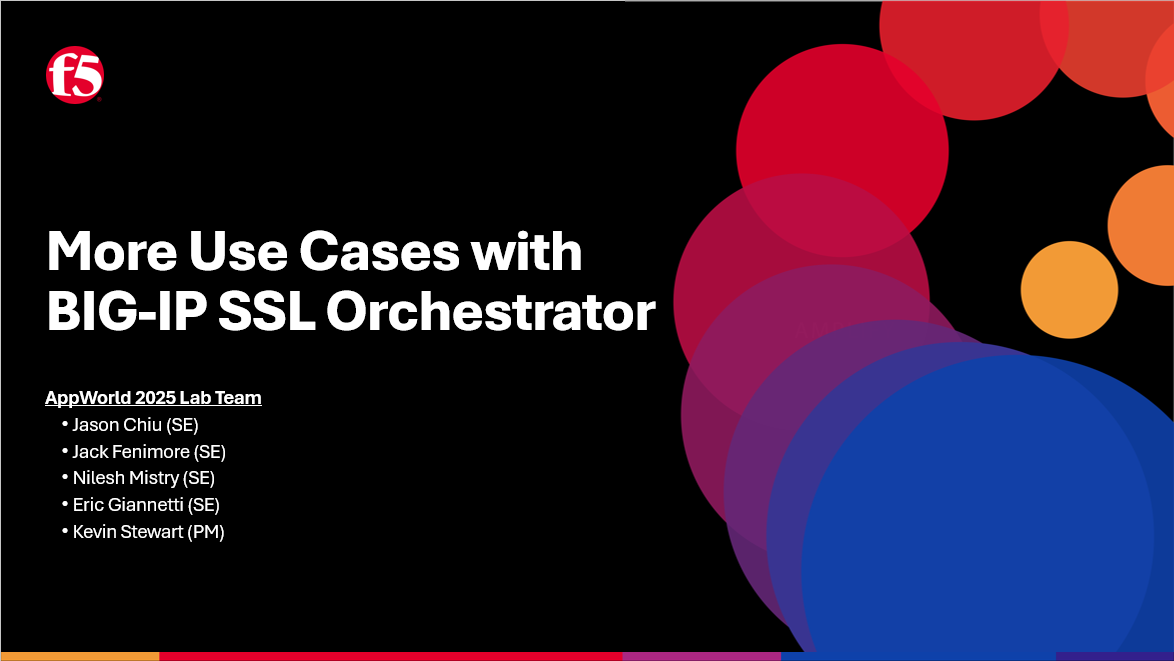 f5
More Use Cases with
BIG-IP SSL Orchestrator
AppWorld 2025 Lab Team
• Jason Chiu (SE)
• Jack Fenimore (SE)
• Nilesh Mistry (SE)
• Eric Giannetti (SE)
• Kevin Stewart (PM)